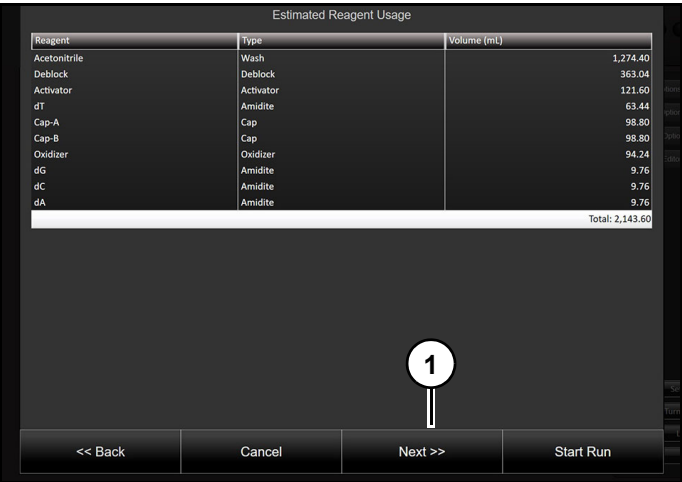 Estimated Reagent Usage
Reagent Type Volume (mL)
Acetonitrile Wash 1,274.40
Deblock Deblock 363.04
Activator Activator 121.60
dT Amidite 63.44
Cap-A Cap 98.80
Cap-B Cap 98.80
Oxidizer Oxidizer 94.24
dG Amidite 9.76
dC Amidite 9.76
dA Amidite 9.76
Total: 2,143.60
1
<< Back Cancel Next >> Start Run